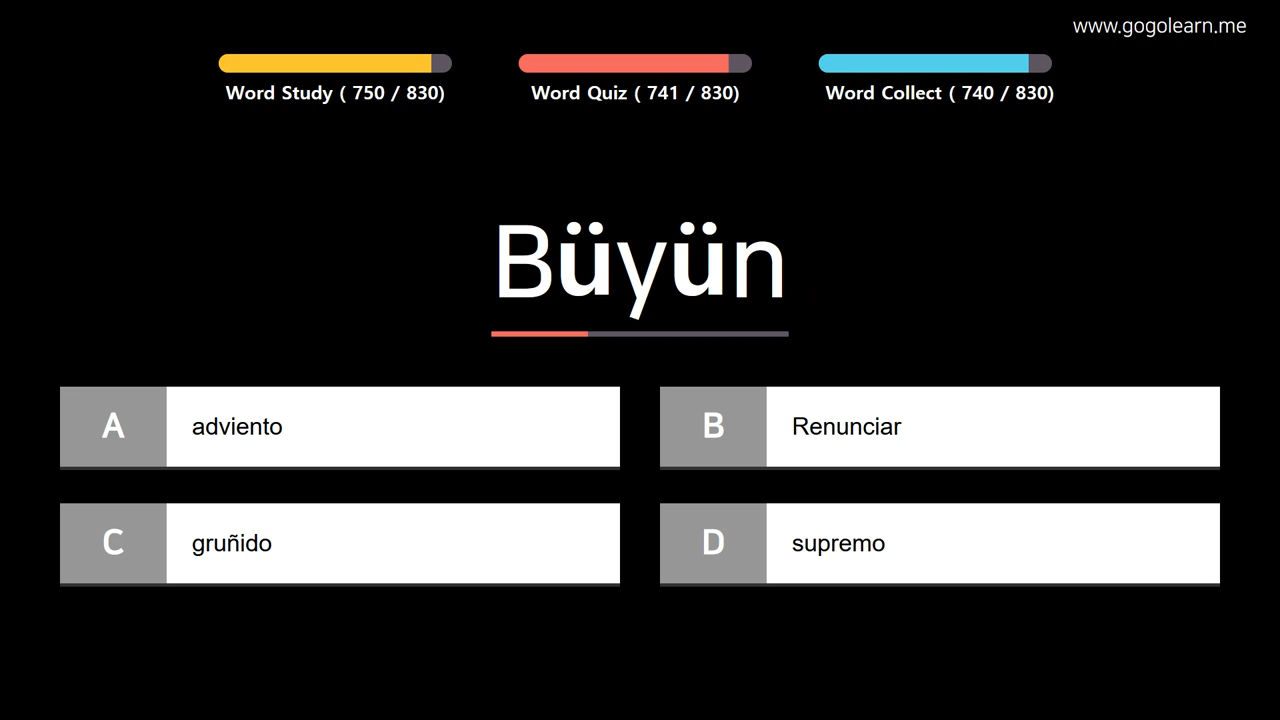 www.gogolearn.me
Word Study ( 750 / 830)
Word Quiz ( 741 / 830)
Word Collect ( 740 / 830)
Büyün
A adviento
B Renunciar
C gruñido
D supremo